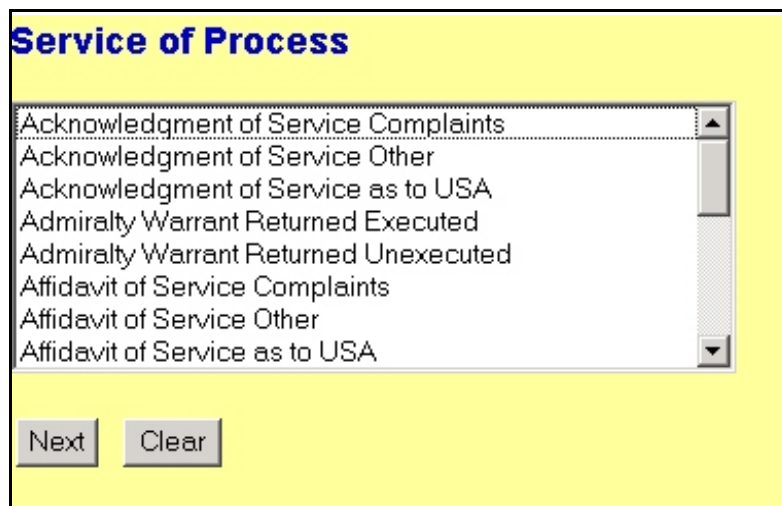 Service of Process
Acknowledgment of Service Complaints
Acknowledgment of Service Other
Acknowledgment of Service as to USA
Admiralty Warrant Returned Executed
Admiralty Warrant Returned Unexecuted
Affidavit of Service Complaints
Affidavit of Service Other
Affidavit of Service as to USA
Next Clear